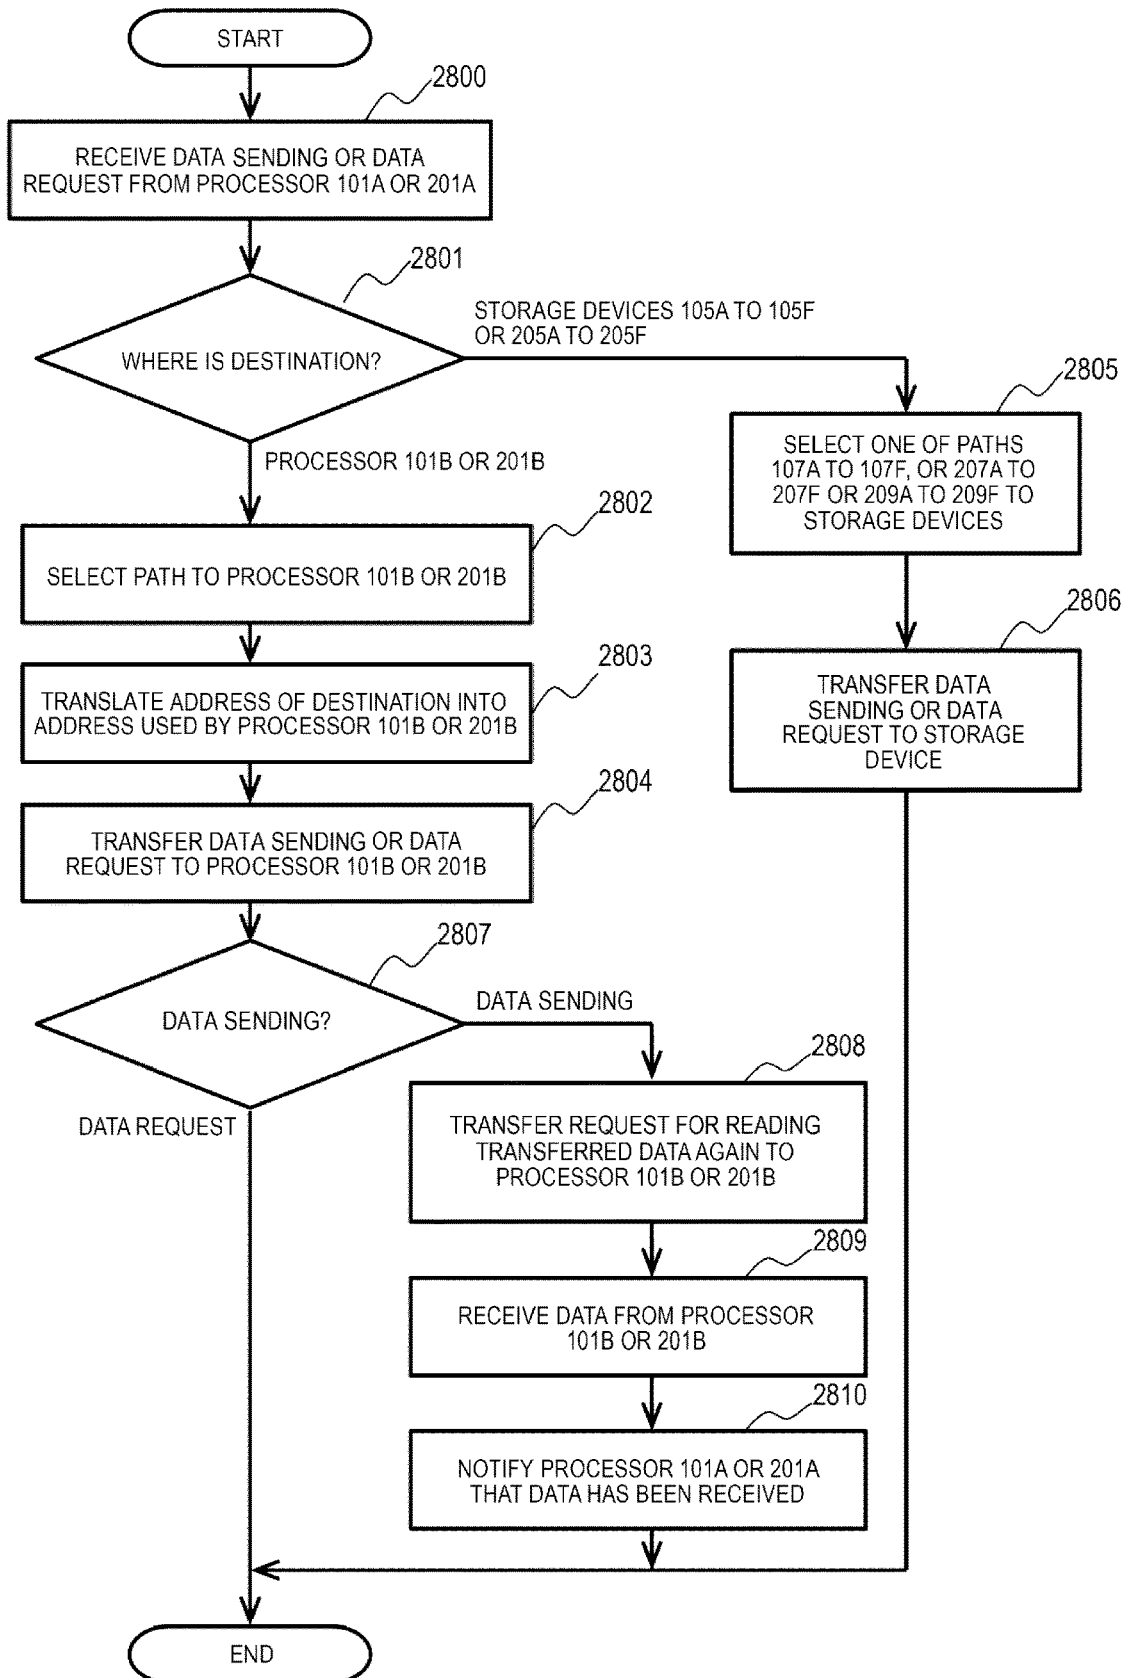 START
2800
RECEIVE DATA SENDING OR DATA
REQUEST FROM PROCESSOR 101A OR 201A
2801
WHERE IS DESTINATION?
STORAGE DEVICES 105A TO 105F
OR 205A TO 205F
PROCESSOR 101B OR 201B
2805
SELECT ONE OF PATHS
107A TO 107F, OR 207A TO
207F OR 209A TO 209F TO
STORAGE DEVICES
2802
SELECT PATH TO PROCESSOR 101B OR 201B
2806
TRANSFER DATA
SENDING OR DATA
REQUEST TO STORAGE
DEVICE
2803
TRANSLATE ADDRESS OF DESTINATION INTO
ADDRESS USED BY PROCESSOR 101B OR 201B
2804
TRANSFER DATA SENDING OR DATA
REQUEST TO PROCESSOR 101B OR 201B
2807
DATA SENDING?
DATA SENDING
DATA REQUEST
2808
TRANSFER REQUEST FOR READING
TRANSFERRED DATA AGAIN TO
PROCESSOR 101B OR 201B
2809
RECEIVE DATA FROM PROCESSOR
101B OR 201B
2810
NOTIFY PROCESSOR 101A OR 201A
THAT DATA HAS BEEN RECEIVED
END